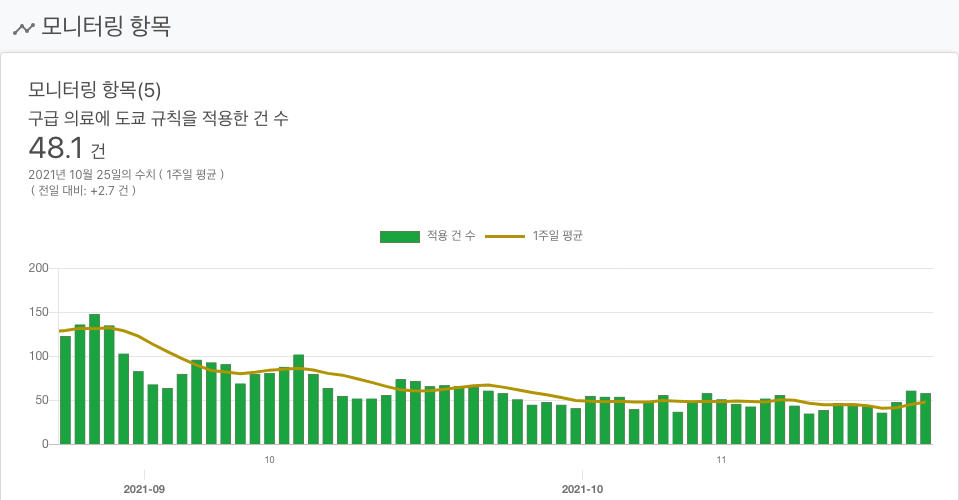 모니터링 항목
모니터링 항목(5)
구급 의료에 도쿄 규칙을 적용한 건 수
48.1 건
2021년 10월 25일의 수치 ( 1주일 평균 )
( 전일 대비: +2.7 건 )
적용 건 수 1주일 평균
200
150
100
50
0
10 11
2021-09 2021-10